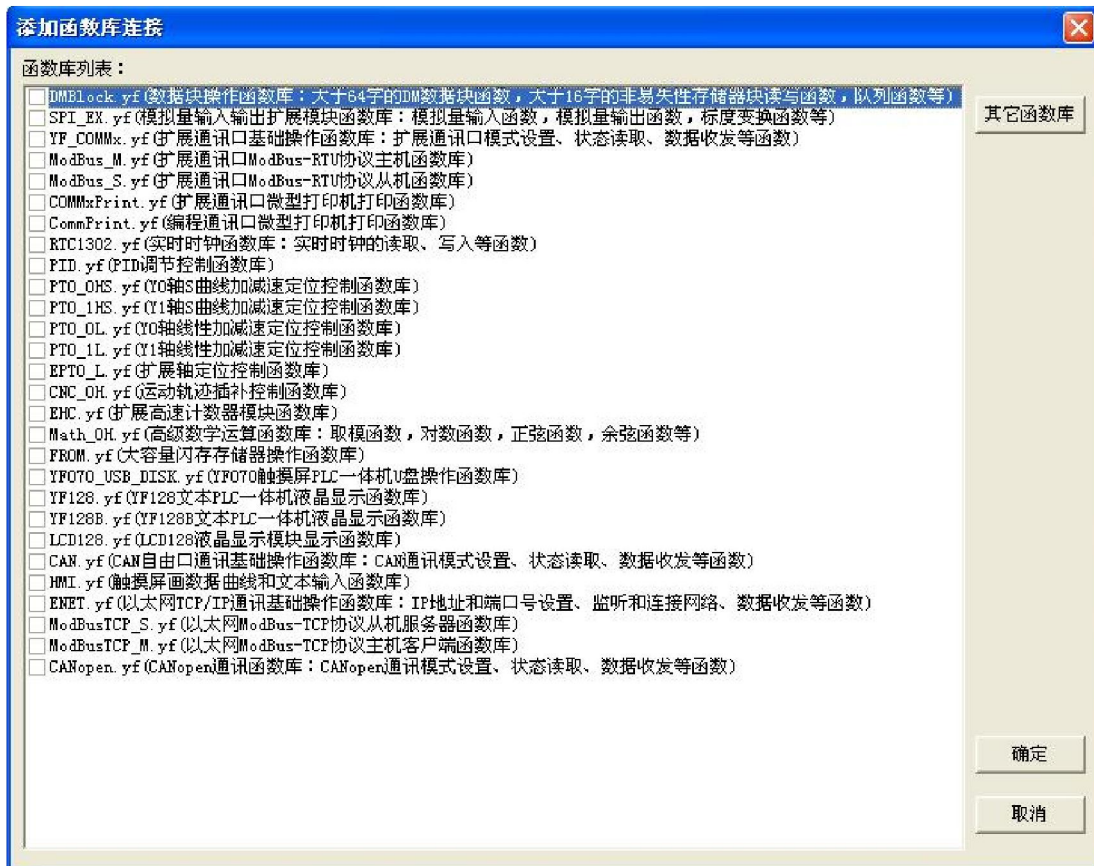 添加函数库连接
函数库列表：
DMBlock.yf(数据块操作函数库：大于64字的DM数据块函数，大于16字的非易失性存储器块读写函数，队列函数等)
其它函数库
SPI_EX.yf(模拟量输入输出扩展模块函数库：模拟量输入函数，模拟量输出函数，标度变换函数等)
YF_COMMx.yf(扩展通讯口基础操作函数库：扩展通讯口模式设置、状态读取、数据收发等函数)
ModBus_M.yf(扩展通讯口ModBus-RTU协议主机函数库)
ModBus_S.yf(扩展通讯口ModBus-RTU协议从机函数库)
COMMxPrint.yf(扩展通讯口微型打印机打印函数库)
CommPrint.yf(编程通讯口微型打印机打印函数库)
RTC1302.yf(实时时钟函数库：实时时钟的读取、写入等函数)
PID.yf(PID调节控制函数库)
PTO_0HS.yf(Y0轴S曲线加减速定位控制函数库)
PTO_1HS.yf(Y1轴S曲线加减速定位控制函数库)
PTO_0L.yf(Y0轴线性加减速定位控制函数库)
PTO_1L.yf(Y1轴线性加减速定位控制函数库)
EPTO_L.yf(扩展轴定位控制函数库)
CNC_OH.yf(运动轨迹插补控制函数库)
EHC.yf(扩展高速计数器模块函数库)
Math_OH.yf(高级数学运算函数库：取模函数，对数函数，正弦函数，余弦函数等)
FROM.yf(大容量闪存存储器操作函数库)
YF070_USB_DISK.yf(YF070触摸屏PLC一体机U盘操作函数库)
YF128.yf(YF128文本PLC一体机液晶显示函数库)
YF128B.yf(YF128B文本PLC一体机液晶显示函数库)
LCD128.yf(LCD128液晶显示模块显示函数库)
CAN.yf(CAN自由口通讯基础操作函数库：CAN通讯模式设置、状态读取、数据收发等函数)
HMI.yf(触摸屏画数据曲线和文本输入函数库)
ENET.yf(以太网TCP/IP通讯基础操作函数库：IP地址和端口号设置、监听和连接网络、数据收发等函数)
ModBusTCP_S.yf(以太网ModBus-TCP协议从机服务器函数库)
ModBusTCP_M.yf(以太网ModBus-TCP协议主机客户端函数库)
CANopen.yf(CANopen通讯函数库：CANopen通讯模式设置、状态读取、数据收发等函数)
确定
取消